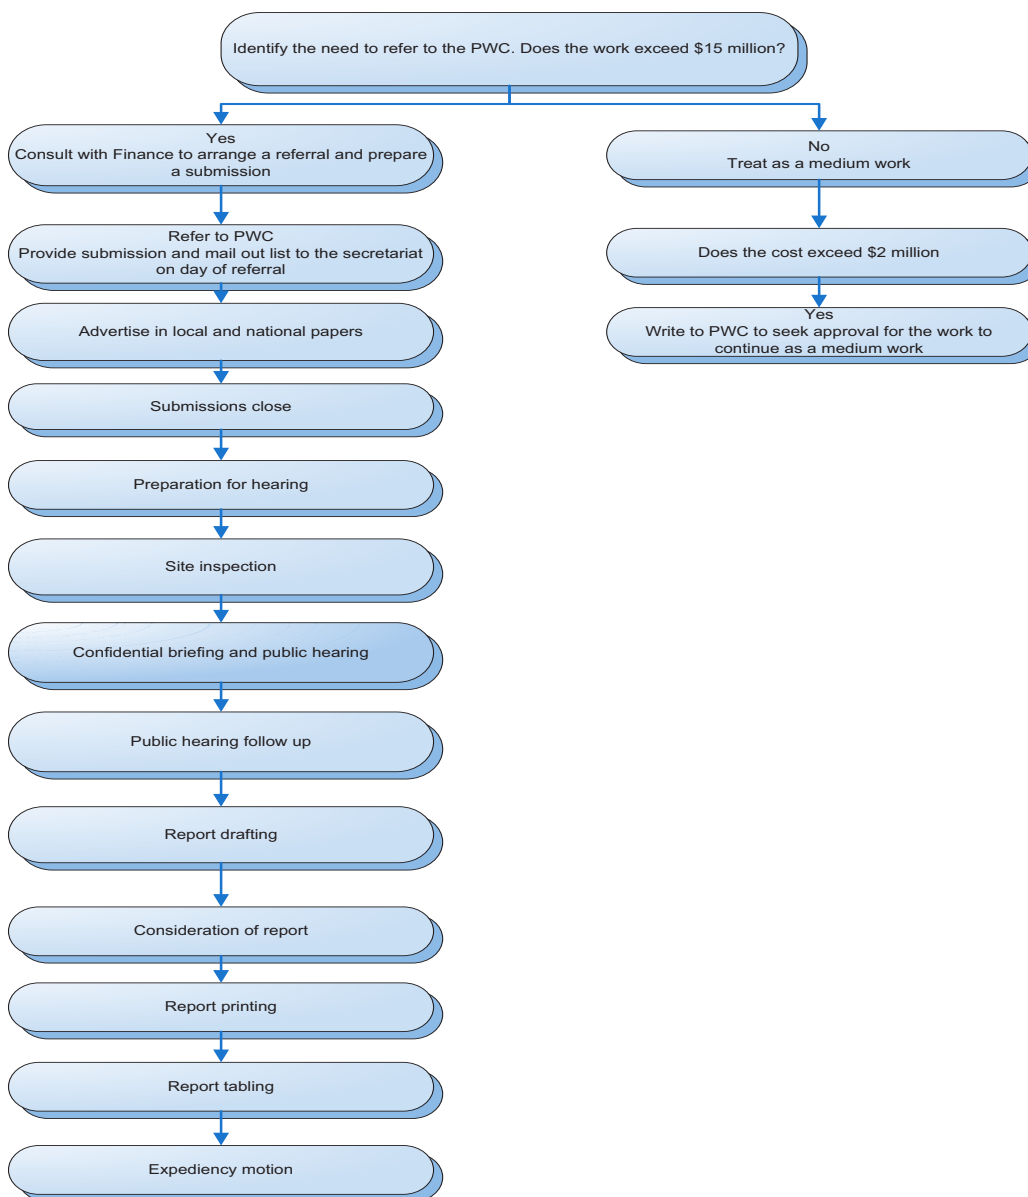 Identify the need to refer to the PWC. Does the work exceed $15 million?
Yes
Consult with Finance to arrange a referral and prepare
a submission
No
Treat as a medium work
Refer to PWC
Provide submission and mail out list to the secretariat
on day of referral
Does the cost exceed $2 million
Advertise in local and national papers
Yes
Write to PWC to seek approval for the work to
continue as a medium work
Submissions close
Preparation for hearing
Site inspection
Confidential briefing and public hearing
Public hearing follow up
Report drafting
Consideration of report
Report printing
Report tabling
Expediency motion